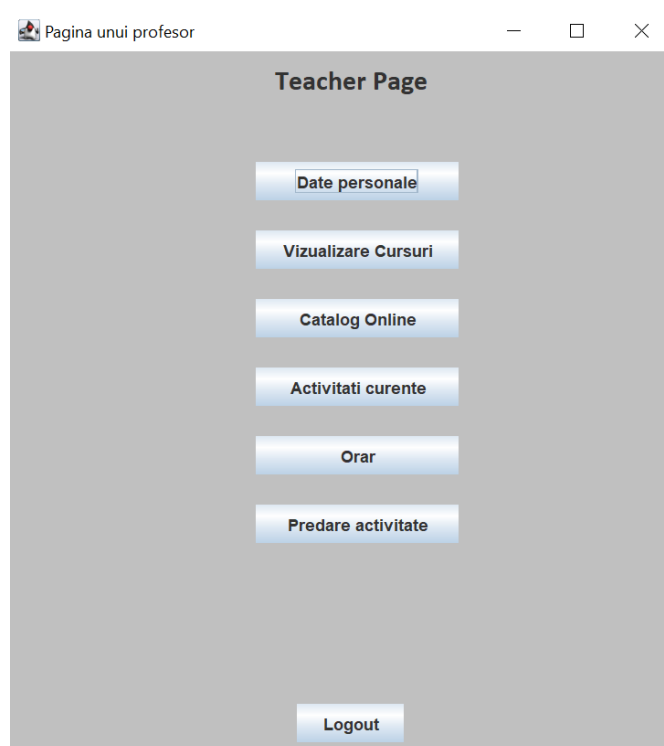 Pagina unui profesor
Teacher Page
Date personale
Vizualizare Cursuri
Catalog Online
Activitati curente
Orar
Predare activitate
Logout